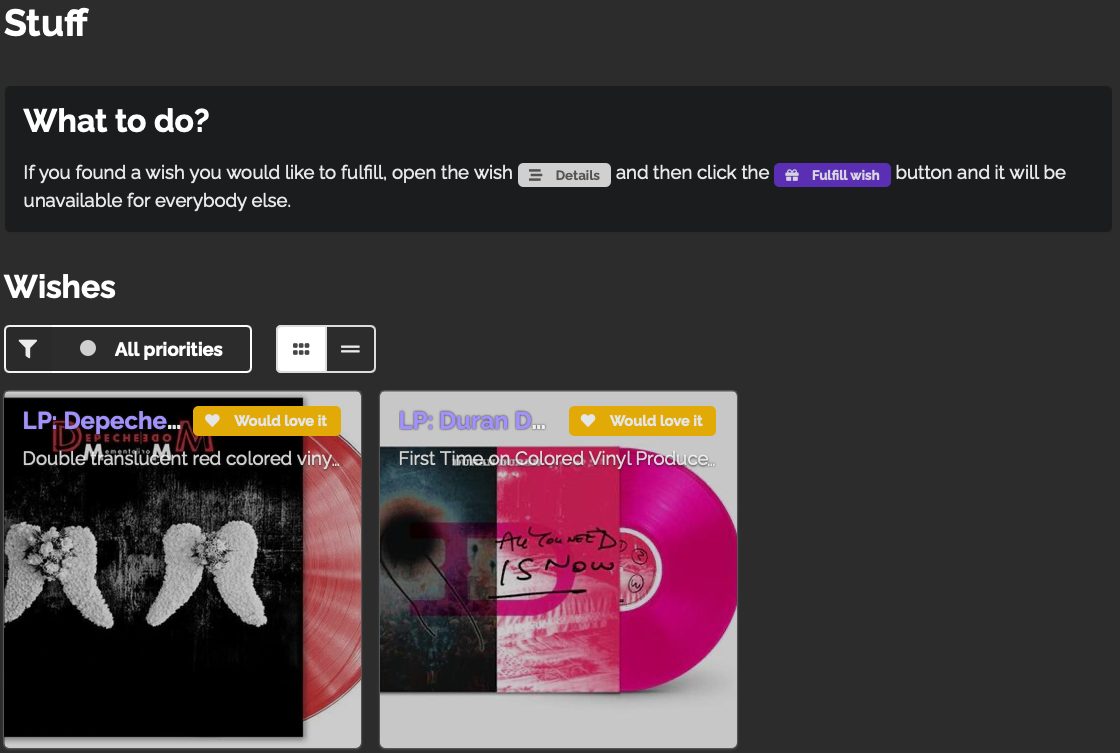 Stuff
What to do?
If you found a wish you would like to fulfill, open the wish Details and then click the Fulfill wish button and it will be
unavailable for everybody else.
Wishes
All priorities
LP: Depeche... Would love it
DEPECHE MODE
Memento Mori
Double translucent red colored viny...
LP: Duran D... Would love it
First Time on Colored Vinyl Produce...
ALL YOU NEED
IS NOW